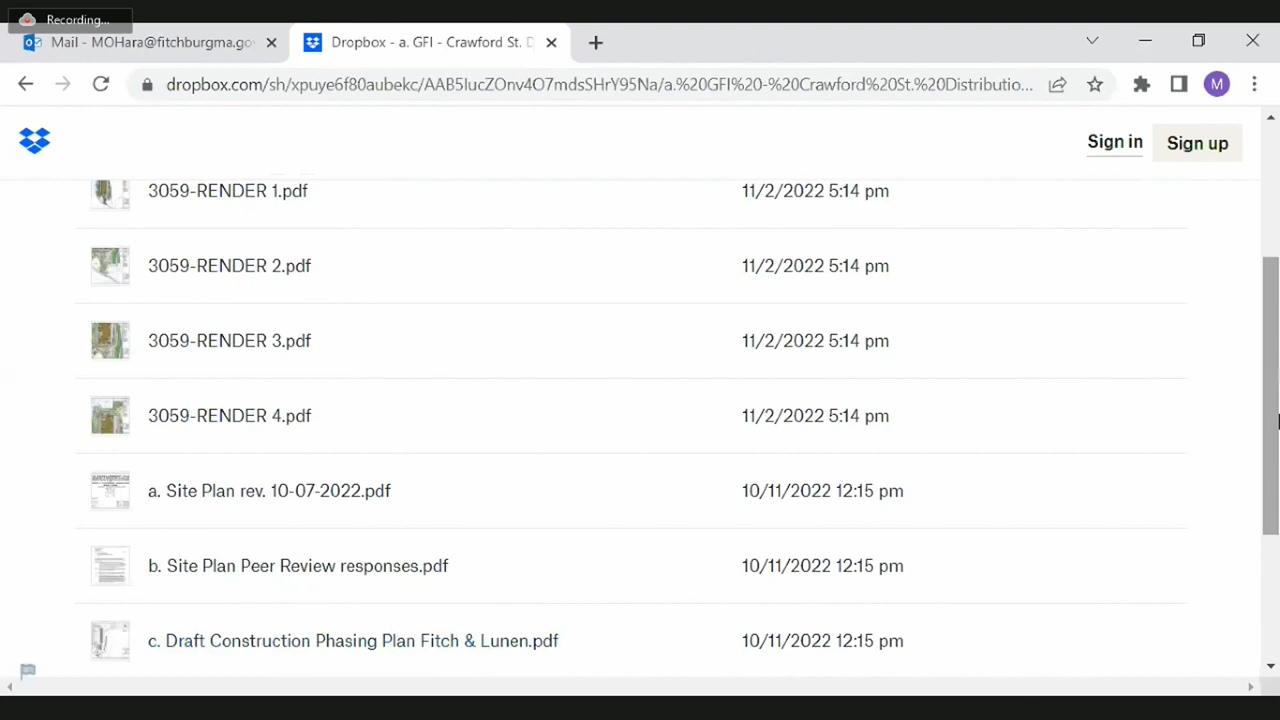 Recording...
Mail - MOHara@fitchburgma.go
Dropbox - a. GFI - Crawford St. D
dropbox.com/sh/xpuye6f80aubekc/AAB5IucZOnv4O7mdsSHrY95Na/a.%20GFI%20-%20Crawford%20St.%20Distributio...
M
Sign in
Sign up
3059-RENDER 1.pdf 11/2/2022 5:14 pm
3059-RENDER 2.pdf 11/2/2022 5:14 pm
3059-RENDER 3.pdf 11/2/2022 5:14 pm
3059-RENDER 4.pdf 11/2/2022 5:14 pm
a. Site Plan rev. 10-07-2022.pdf 10/11/2022 12:15 pm
b. Site Plan Peer Review responses.pdf 10/11/2022 12:15 pm
c. Draft Construction Phasing Plan Fitch & Lunen.pdf 10/11/2022 12:15 pm